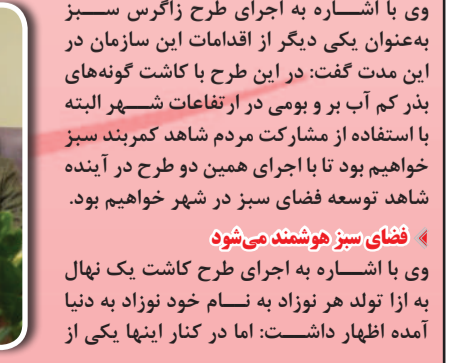 وی با اشاره به اجرای طرح زاگرس سبز
به‌عنوان یکی دیگر از اقدامات این سازمان در
این مدت گفت: در این طرح با کاشت گونه‌های
بذر کم آب بر و بومی در ارتفاعات شهر البته
با استفاده از مشارکت مردم شاهد کمربند سبز
خواهیم بود تا با اجرای همین دو طرح در آینده
شاهد توسعه فضای سبز در شهر خواهیم بود.
فضای سبز هوشمند می‌شود
وی با اشاره به اجرای طرح کاشت یک نهال
به ازا تولد هر نوزاد به نام خود نوزاد به دنیا
آمده اظهار داشت: اما در کنار اینها یکی از